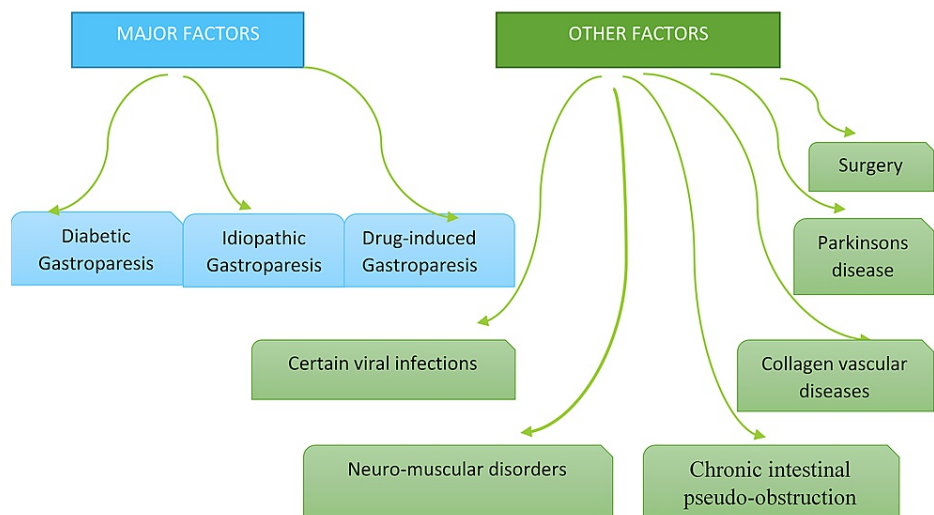 MAJOR FACTORS
OTHER FACTORS
Surgery
Diabetic
Gastroparesis
Idiopathic
Gastroparesis
Drug-induced
Gastroparesis
Parkinsons
disease
Certain viral infections
Collagen vascular
diseases
Neuro-muscular disorders
Chronic intestinal
pseudo-obstruction